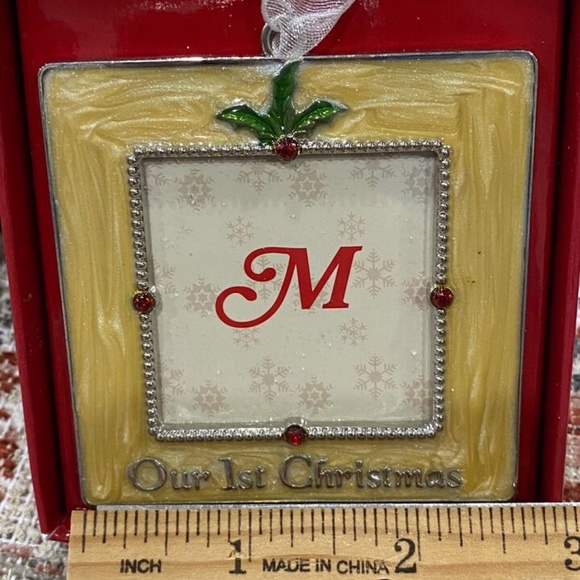 M
Our 1st Christmas
1 2 3
INCH MADE IN CHINA